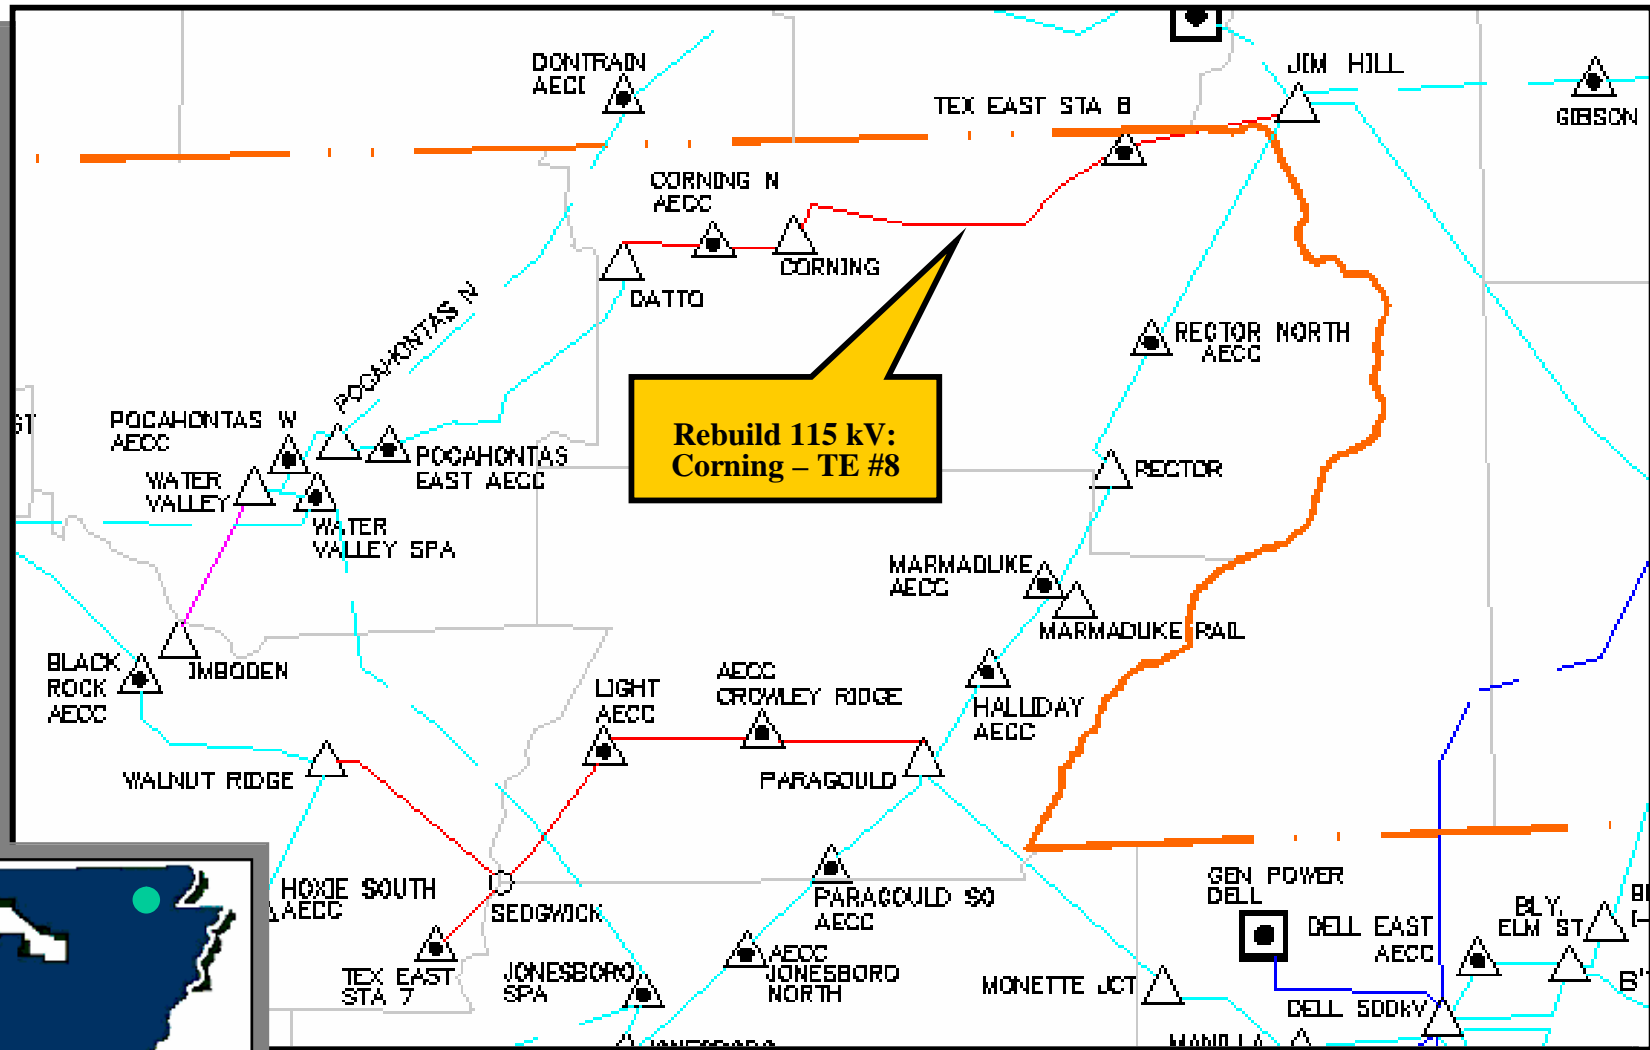 DONTRAIN
AECC
JIM HILL
TEX EAST STA 8
GIBSON
CORNING N
AECC
CORNING
DATTO
POCAHONTAS N
RECTOR NORTH
AECC
Rebuild 115 kV:
Corning – TE #8
POCAHONTAS W
AECC
POCAHONTAS
EAST AECC
WATER
VALLEY
RECTOR
WATER
VALLEY SPA
MARMADUKE
AECC
MARMADUKE RAIL
BLACK
ROCK
AECC
IMBODEN
LIGHT
AECC
AECC
CROWLEY RIDGE
HALLIDAY
AECC
WALNUT RIDGE
PARAGOULD
HOXIE SOUTH
AECC
SEDGWICK
PARAGOULD SO
AECC
GEN POWER
DELL
DELL EAST
AECC
BLY.
ELM ST
TEX EAST
STA 7
JONESBORO
SPA
AECC
JONESBORO
NORTH
MONETTE JCT
DELL 500KV